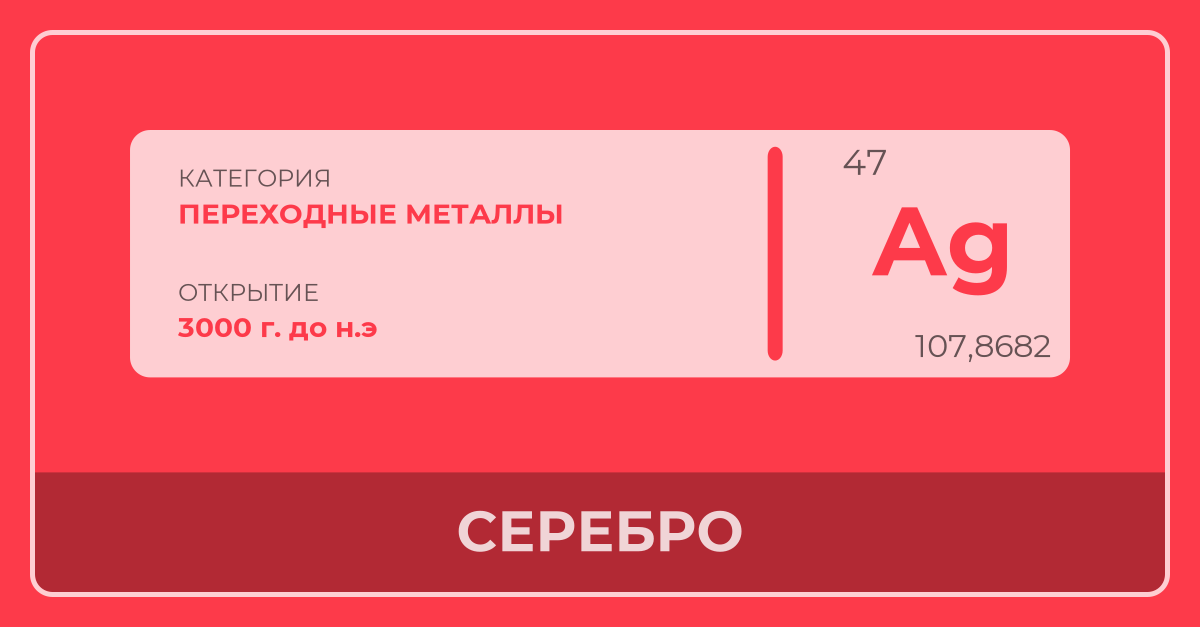 КАТЕГОРИЯ
ПЕРЕХОДНЫЕ МЕТАЛЛЫ
ОТКРЫТИЕ
3000 г. до н.э
47
Ag
107,8682
СЕРЕБРО